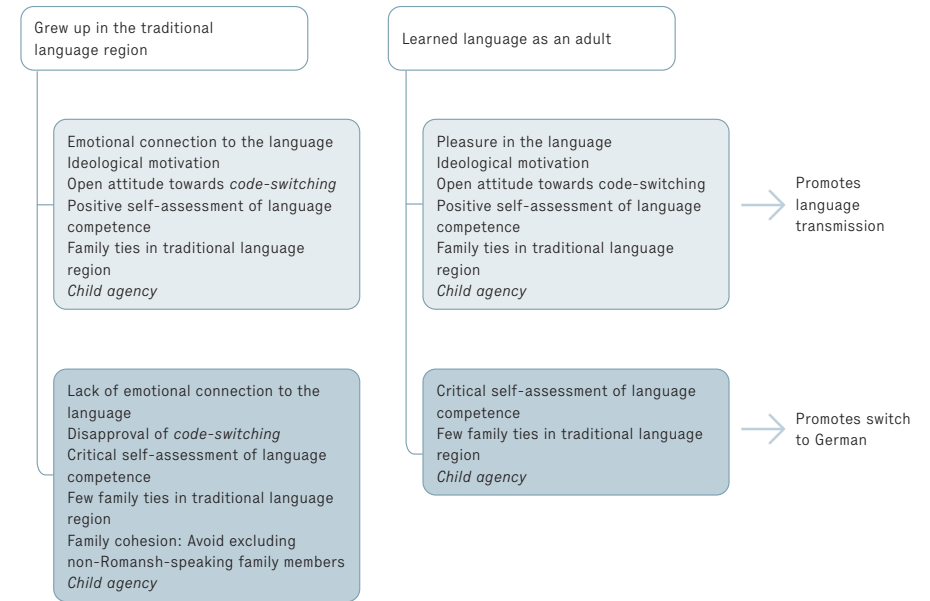 Grew up in the traditional
language region
Learned language as an adult
Emotional connection to the language
Ideological motivation
Open attitude towards code-switching
Positive self-assessment of language
competence
Family ties in traditional language
region
Child agency
Pleasure in the language
Ideological motivation
Open attitude towards code-switching
Positive self-assessment of language
competence
Family ties in traditional language
region
Child agency
Promotes
language
transmission
Lack of emotional connection to the
language
Disapproval of code-switching
Critical self-assessment of language
competence
Few family ties in traditional language
region
Family cohesion: Avoid excluding
non-Romansh-speaking family members
Child agency
Critical self-assessment of language
competence
Few family ties in traditional language
region
Child agency
Promotes switch
to German